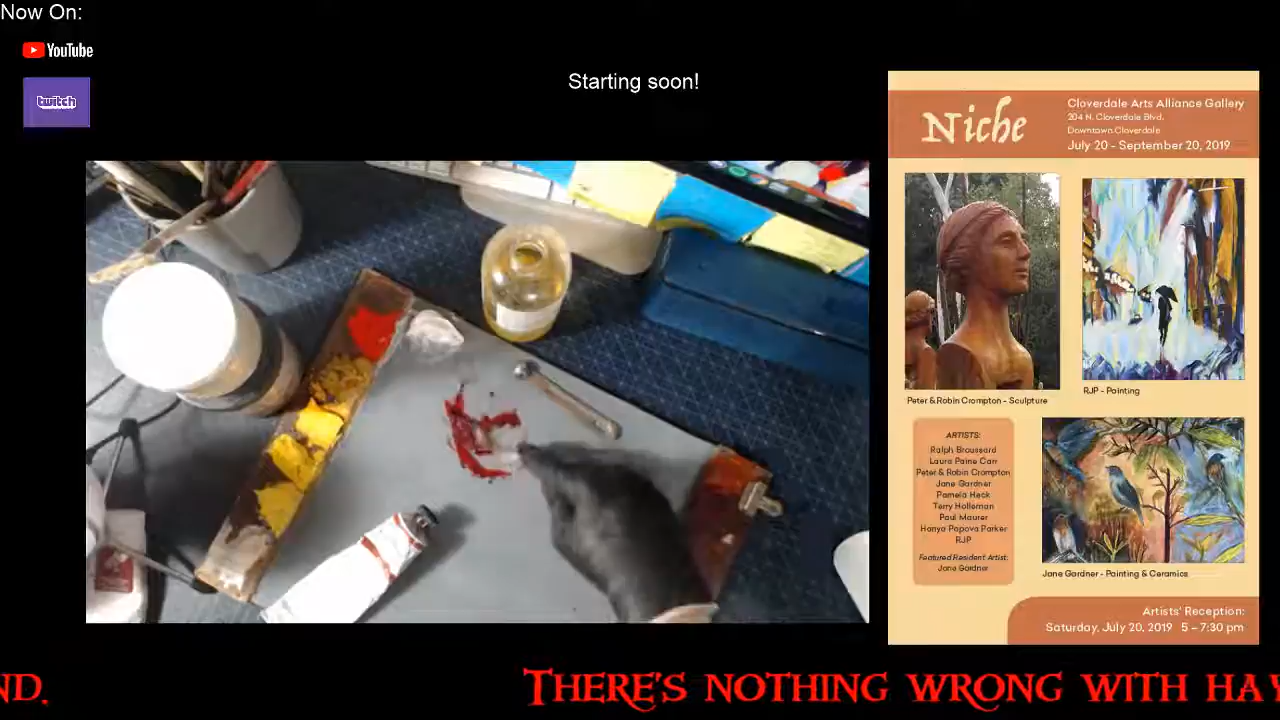 Now On:
YouTube
twitch
Starting soon!
Niche
Cloverdale Arts Alliance Gallery
204 N. Cloverdale Blvd.
Downtown Cloverdale
July 20 - September 20, 2019
Peter & Robin Crompton - Sculpture
RJP - Painting
ARTISTS:
Ralph Broussard
Laura Paine Carr
Peter & Robin Crompton
Jane Gardner
Pamela Heck
Terry Holleman
Paul Maurer
Hanya Popova Parker
RJP
Featured Resident Artist:
Jane Gardner
Jane Gardner - Painting & Ceramics
Artists' Reception:
Saturday, July 20, 2019 5 – 7:30 pm
ND. THERE'S NOTHING WRONG WITH HAV